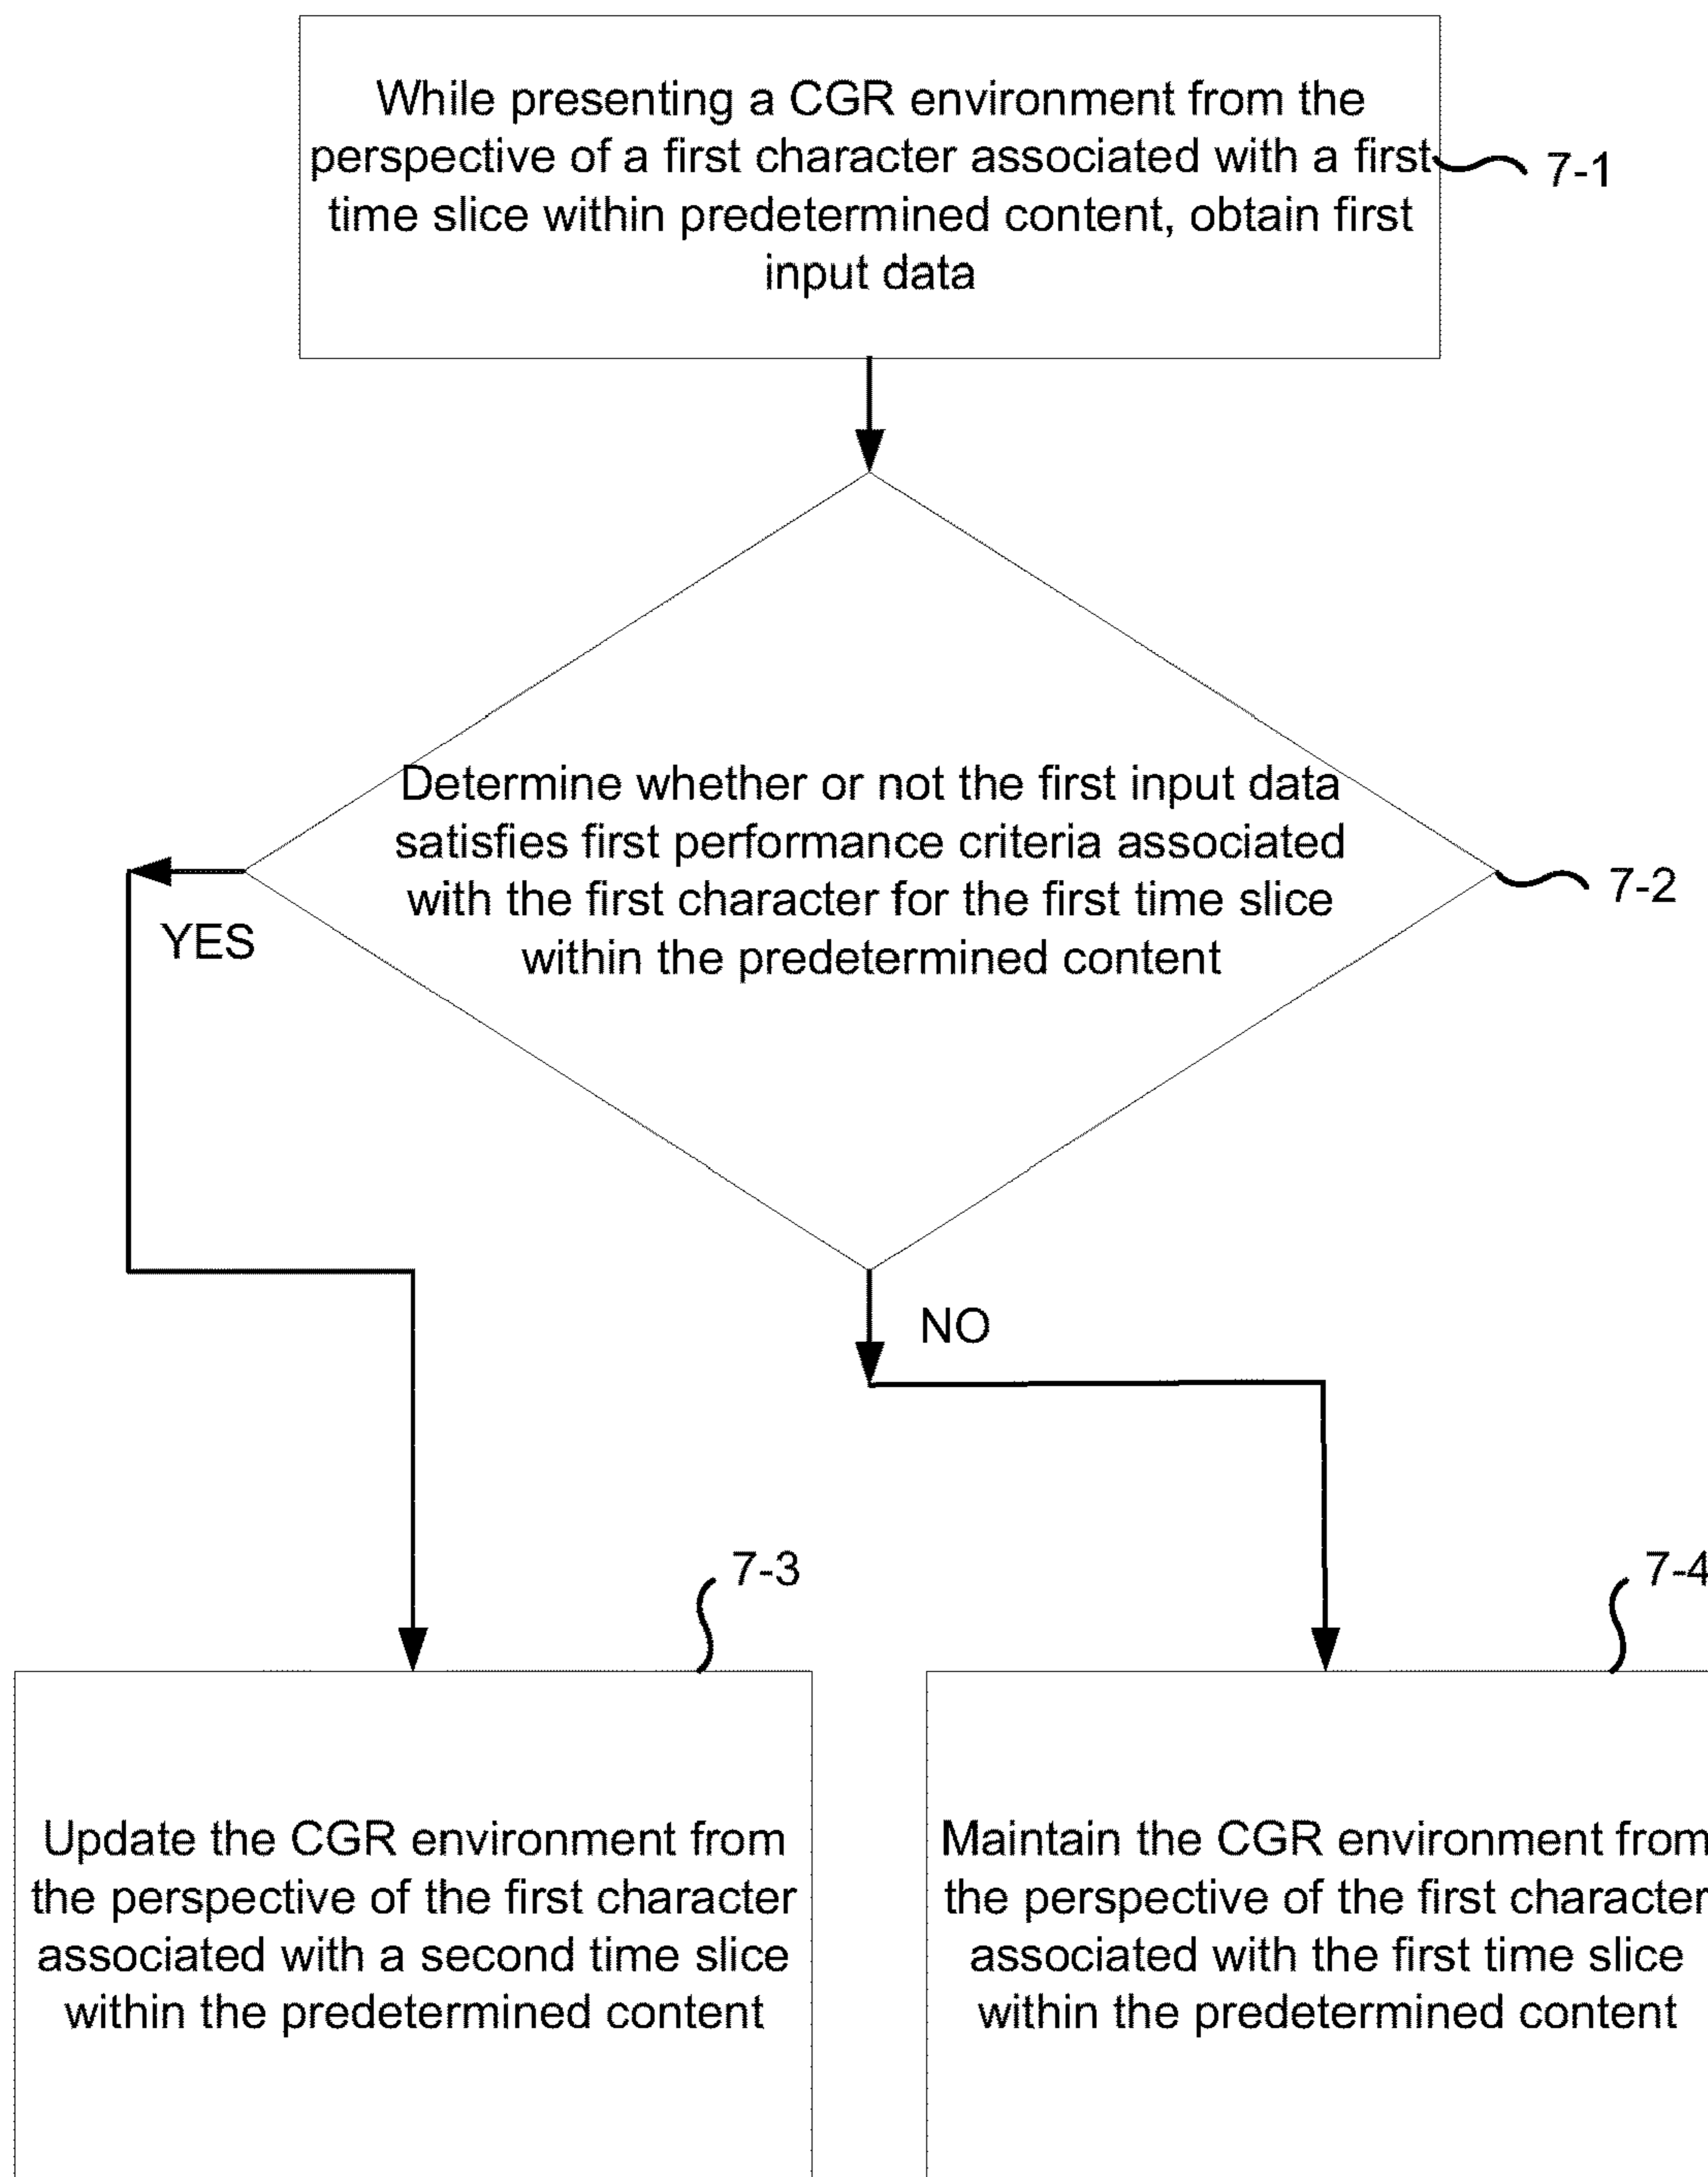 While presenting a CGR environment from the
perspective of a first character associated with a first
time slice within predetermined content, obtain first
input data
7-1
Determine whether or not the first input data
satisfies first performance criteria associated
with the first character for the first time slice
within the predetermined content
7-2
YES
NO
7-3
7-4
Update the CGR environment from
the perspective of the first character
associated with a second time slice
within the predetermined content
Maintain the CGR environment from
the perspective of the first character
associated with the first time slice
within the predetermined content